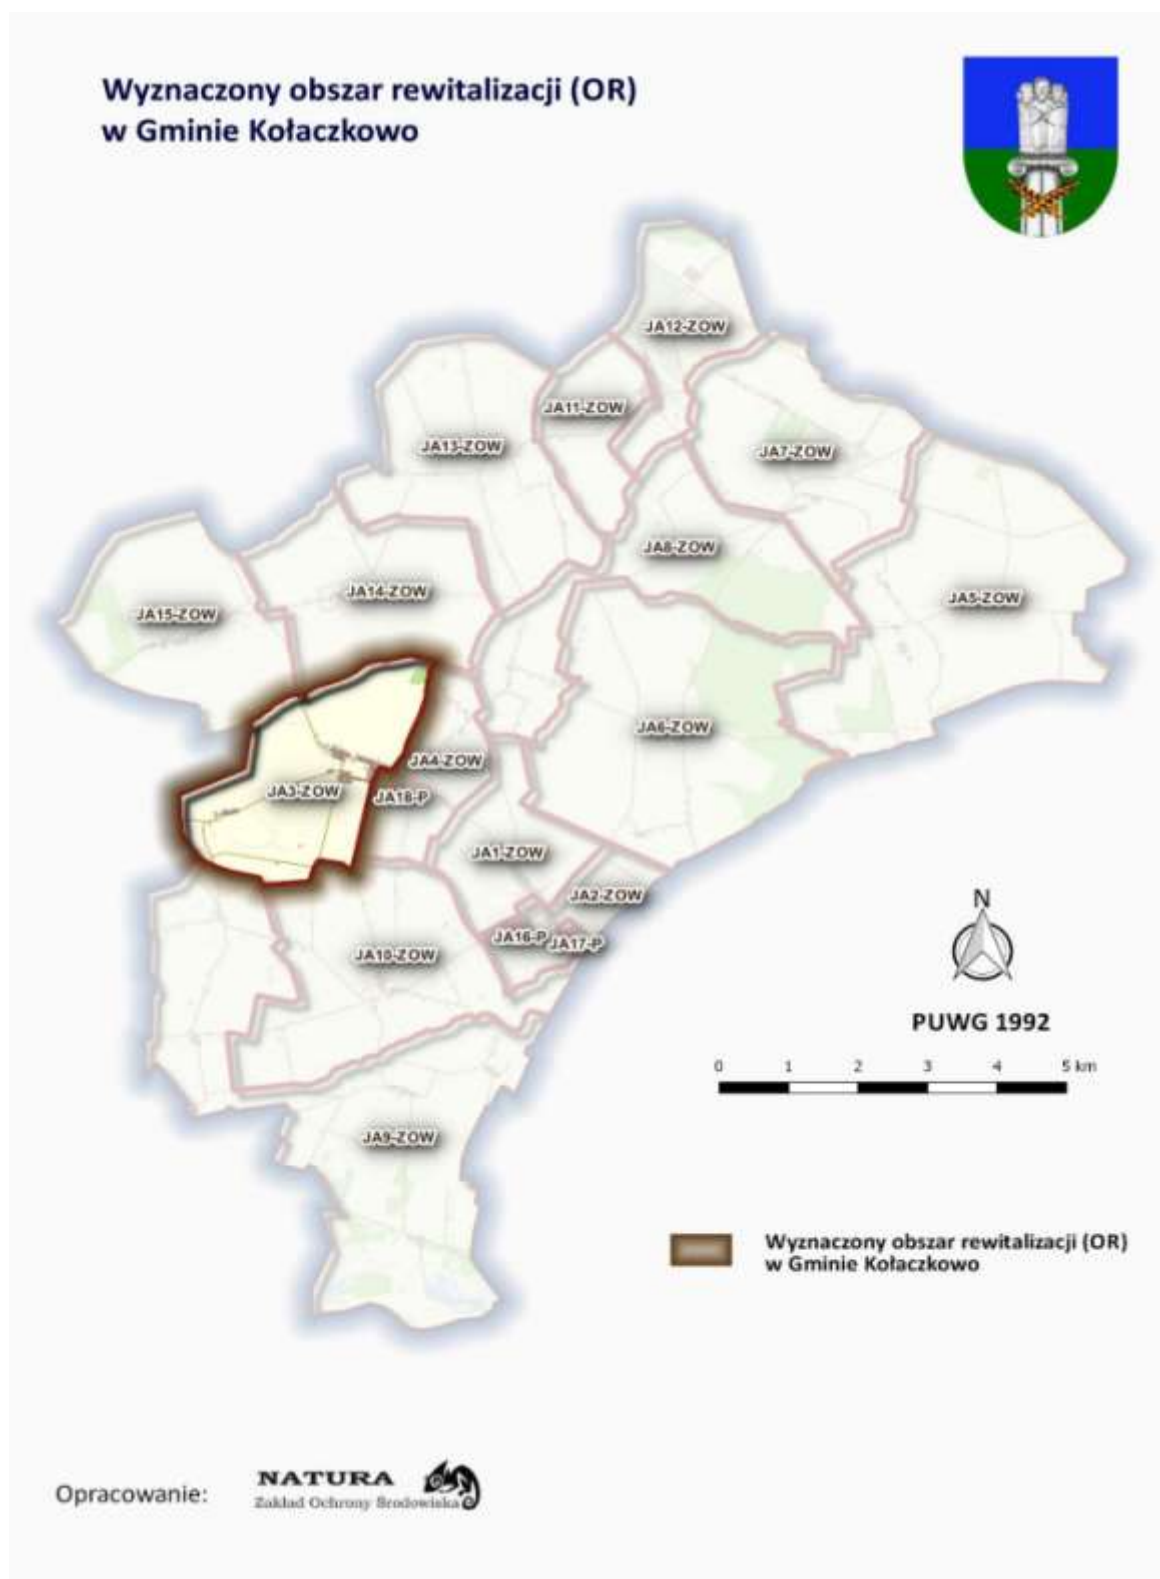 Wyznaczony obszar rewitalizacji (OR)
w Gminie Kołaczkowo
JA12-ZOW
JA11-ZOW
JA13-ZOW
JA7-ZOW
JA8-ZOW
JA14-ZOW
JA5-ZOW
JA15-ZOW
JA6-ZOW
JA4-ZOW
JA3-ZOW
JA18-P
JA1-ZOW
JA2-ZOW
JA16-P
JA17-P
JA10-ZOW
N
PUWG 1992
0 1 2 3 4 5 km
JA9-ZOW
Wyznaczony obszar rewitalizacji (OR)
w Gminie Kołaczkowo
NATURA
Opracowanie:
Zakład Ochrony Środowiska